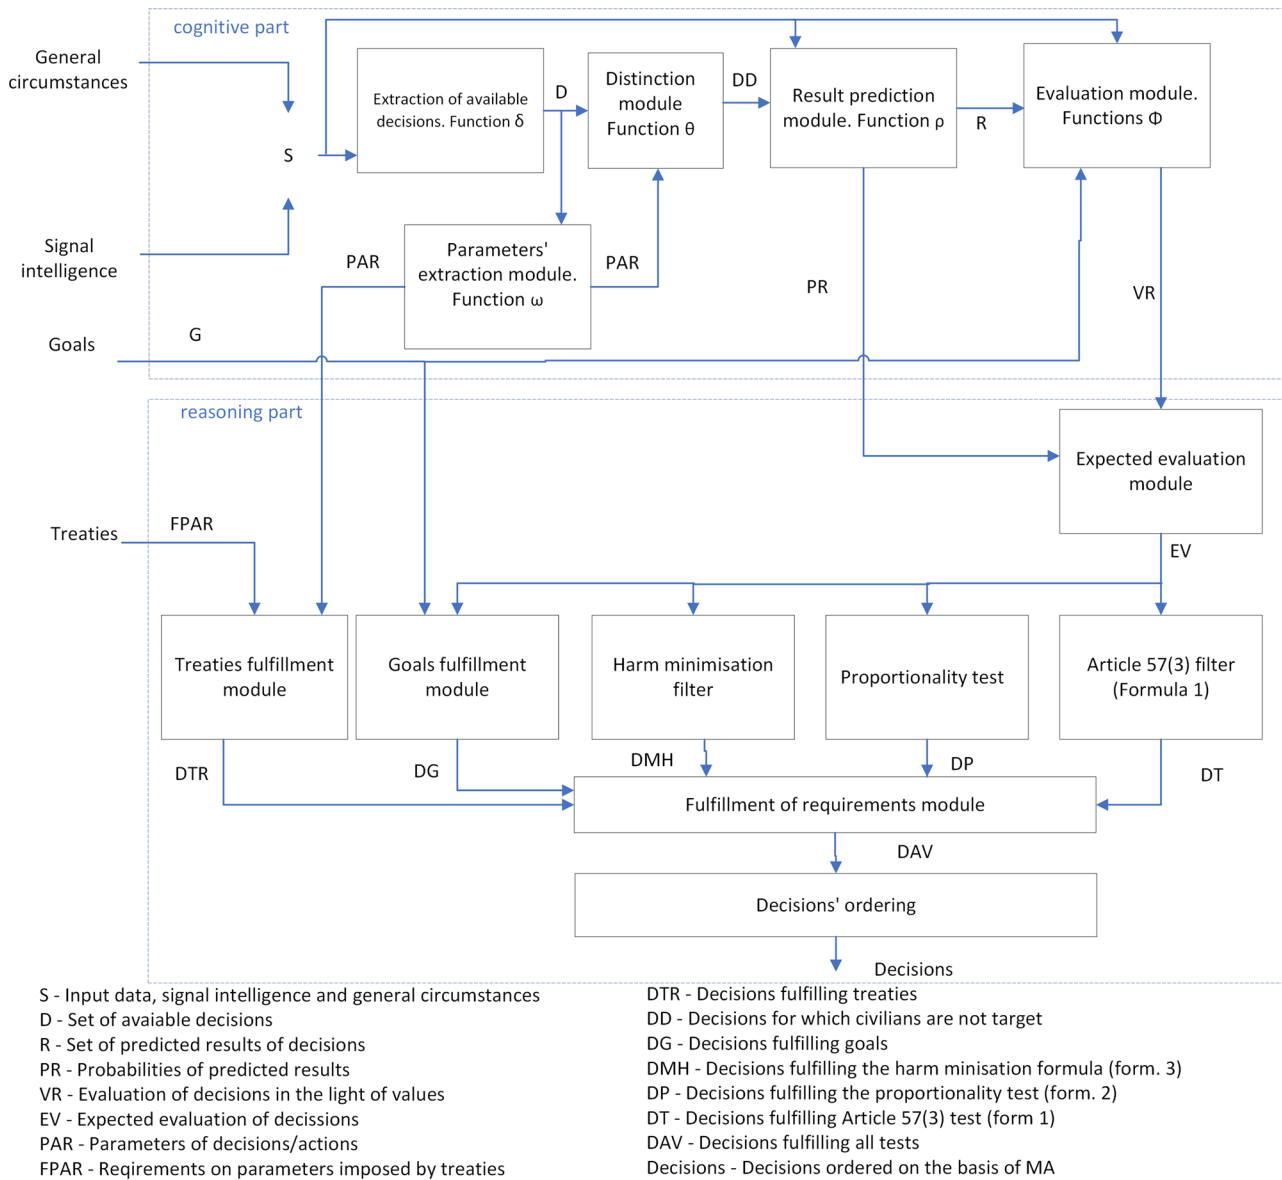 cognitive part
General
circumstances
S
Signal
intelligence
Extraction of available
decisions. Function δ
D
Distinction
module
Function θ
DD
Result prediction
module. Function ρ
R
Evaluation module.
Functions Φ
PAR
Parameters'
extraction module.
Function ω
PAR
PR
VR
Goals
G
reasoning part
Expected evaluation
module
EV
Treaties
FPAR
Treaties fulfillment
module
Goals fulfillment
module
Harm minimisation
filter
Proportionality test
Article 57(3) filter
(Formula 1)
DTR
DG
DMH
DP
DT
Fulfillment of requirements module
DAV
Decisions' ordering
Decisions
S - Input data, signal intelligence and general circumstances
D - Set of avaiable decisions
R - Set of predicted results of decisions
PR - Probabilities of predicted results
VR - Evaluation of decisions in the light of values
EV - Expected evaluation of decissions
PAR - Parameters of decisions/actions
FPAR - Reqirements on parameters imposed by treaties
DTR - Decisions fulfilling treaties
DD - Decisions for which civilians are not target
DG - Decisions fulfilling goals
DMH - Decisions fulfilling the harm minisation formula (form. 3)
DP - Decisions fulfilling the proportionality test (form. 2)
DT - Decisions fulfilling Article 57(3) test (form 1)
DAV - Decisions fulfilling all tests
Decisions - Decisions ordered on the basis of MA